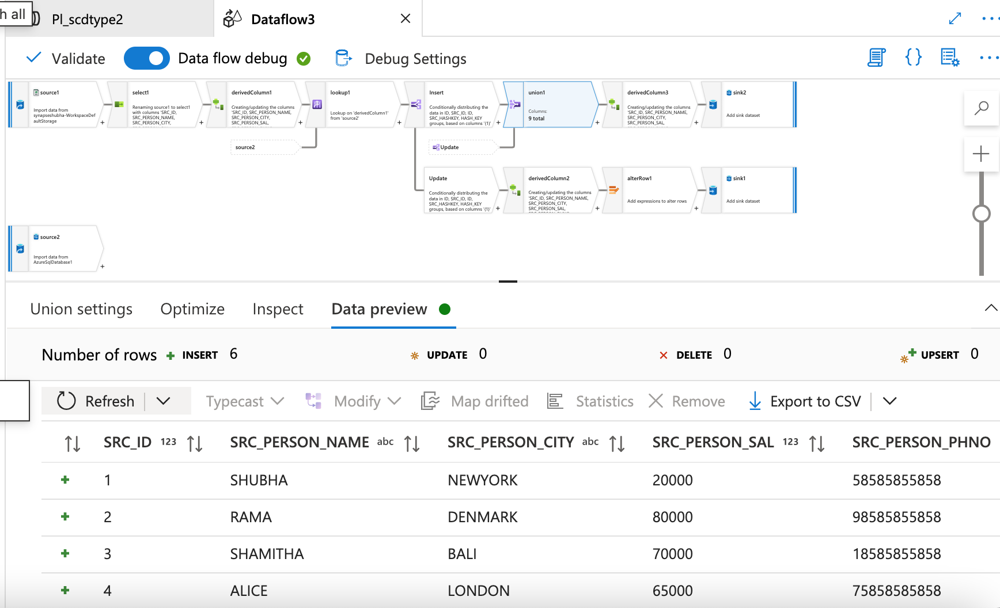 h all
Pl_scdtype2
Dataflow3
Validate
Data flow debug
Debug Settings
source1
Import data from
synapseshubha-WorkspaceDef
aultStorage
select1
Renaming source1 to select1
with columns 'SRC_ID,
SRC_PERSON_NAME,
SRC_PERSON_CITY,
derivedColumn1
Creating/updating the columns
'SRC_ID, SRC_PERSON_NAME,
SRC_PERSON_CITY,
SRC_PERSON_SAL,
lookup1
Lookup on 'derivedColumn1'
from 'source2'
Insert
Conditionally distributing the
data in ID, SRC_ID, ID,
SRC_HASHKEY, HASH_KEY
groups, based on columns '{1}'
union1
Columns:
9 total
derivedColumn3
Creating/updating the columns
'SRC_ID, SRC_PERSON_NAME,
SRC_PERSON_CITY,
SRC_PERSON_SAL,
sink2
Add sink dataset
source2
Update
Update
Conditionally distributing the
data in ID, SRC_ID, ID,
SRC_HASHKEY, HASH_KEY
groups, based on columns '{1}'
derivedColumn2
Creating/updating the columns
'SRC_ID, SRC_PERSON_NAME,
SRC_PERSON_CITY,
SRC_PERSON_SAL,
alterRow1
Add expressions to alter rows
sink1
Add sink dataset
source2
Import data from
AzureSqlDatabase1
Union settings
Optimize
Inspect
Data preview
Number of rows
INSERT 6
UPDATE 0
DELETE 0
UPSERT 0
Refresh
Typecast
Modify
Map drifted
Statistics
Remove
Export to CSV
SRC_ID 123 SRC_PERSON_NAME abc SRC_PERSON_CITY abc SRC_PERSON_SAL 123 SRC_PERSON_PHNO
1 SHUBHA NEWYORK 20000 58585855858
2 RAMA DENMARK 80000 98585855858
3 SHAMITHA BALI 70000 18585855858
4 ALICE LONDON 65000 75858585858